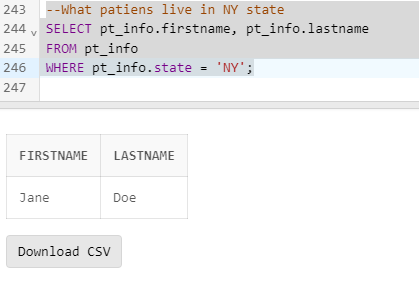 243 --What patiens live in NY state
244 SELECT pt_info.firstname, pt_info.lastname
245 FROM pt_info
246 WHERE pt_info.state = 'NY';
247
FIRSTNAME LASTNAME
Jane Doe
Download CSV